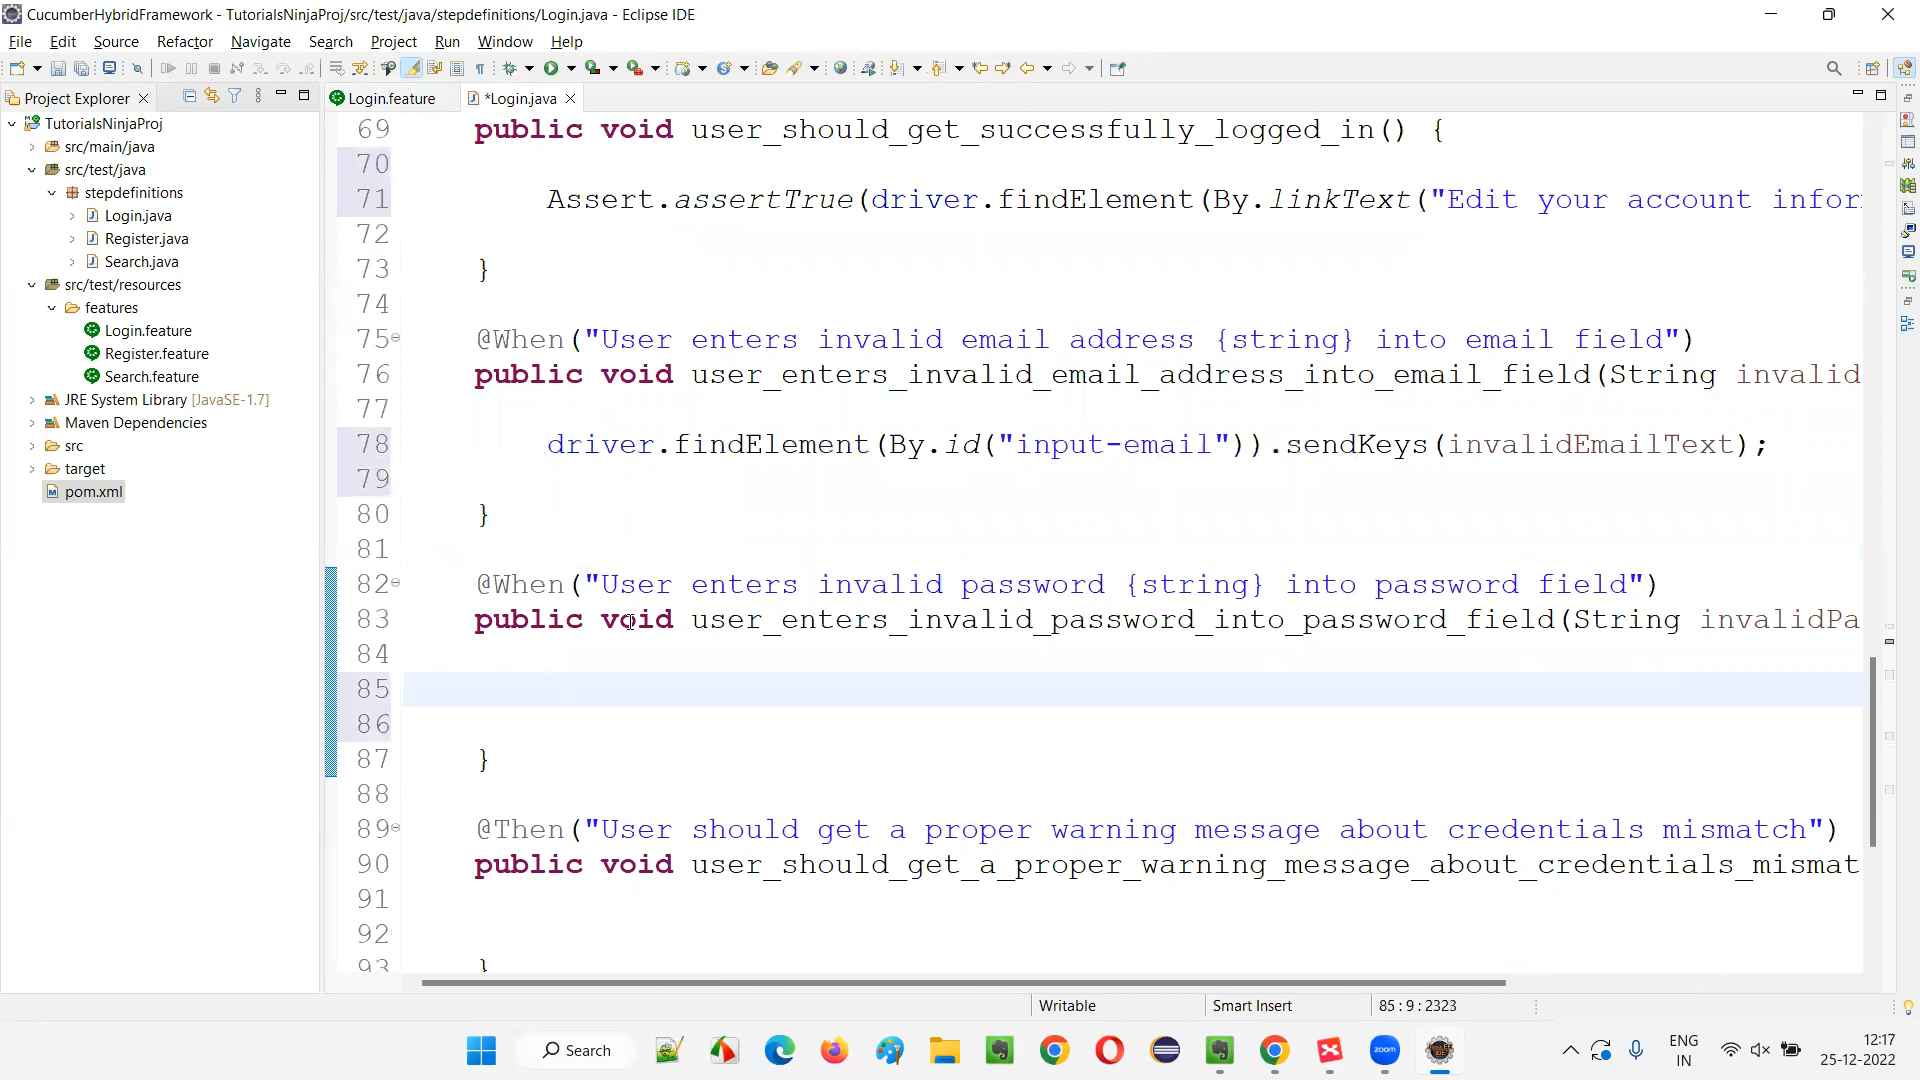 CucumberHybridFramework - TutorialsNinjaProj/src/test/java/stepdefinitions/Login.java - Eclipse IDE
File Edit Source Refactor Navigate Search Project Run Window Help
Project Explorer
Login.feature
*Login.java
TutorialsNinjaProj
src/main/java
src/test/java
stepdefinitions
Login.java
Register.java
Search.java
src/test/resources
features
Login.feature
Register.feature
Search.feature
JRE System Library [JavaSE-1.7]
Maven Dependencies
src
target
pom.xml
69 public void user_should_get_successfully_logged_in() {
70
71 Assert.assertTrue(driver.findElement(By.linkText("Edit your account infor
72
73 }
74
75 @When("User enters invalid email address {string} into email field")
76 public void user_enters_invalid_email_address_into_email_field(String invalid
77
78 driver.findElement(By.id("input-email")).sendKeys(invalidEmailText);
79
80 }
81
82 @When("User enters invalid password {string} into password field")
83 public void user_enters_invalid_password_into_password_field(String invalidPa
84
85
86
87 }
88
89 @Then("User should get a proper warning message about credentials mismatch")
90 public void user_should_get_a_proper_warning_message_about_credentials_mismat
91
92
93 }
Writable
Smart Insert
85 : 9 : 2323
Search
zoom
ENG
IN
12:17
25-12-2022